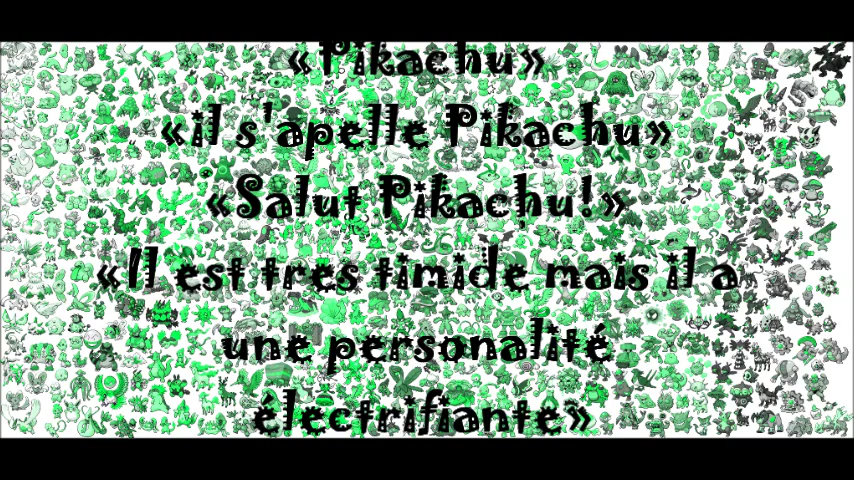 «Pikachu»
«il s'apelle Pikachu»
«Salut Pikachu!»
«Il est tres timide mais il a
une personalité
électrifiante»